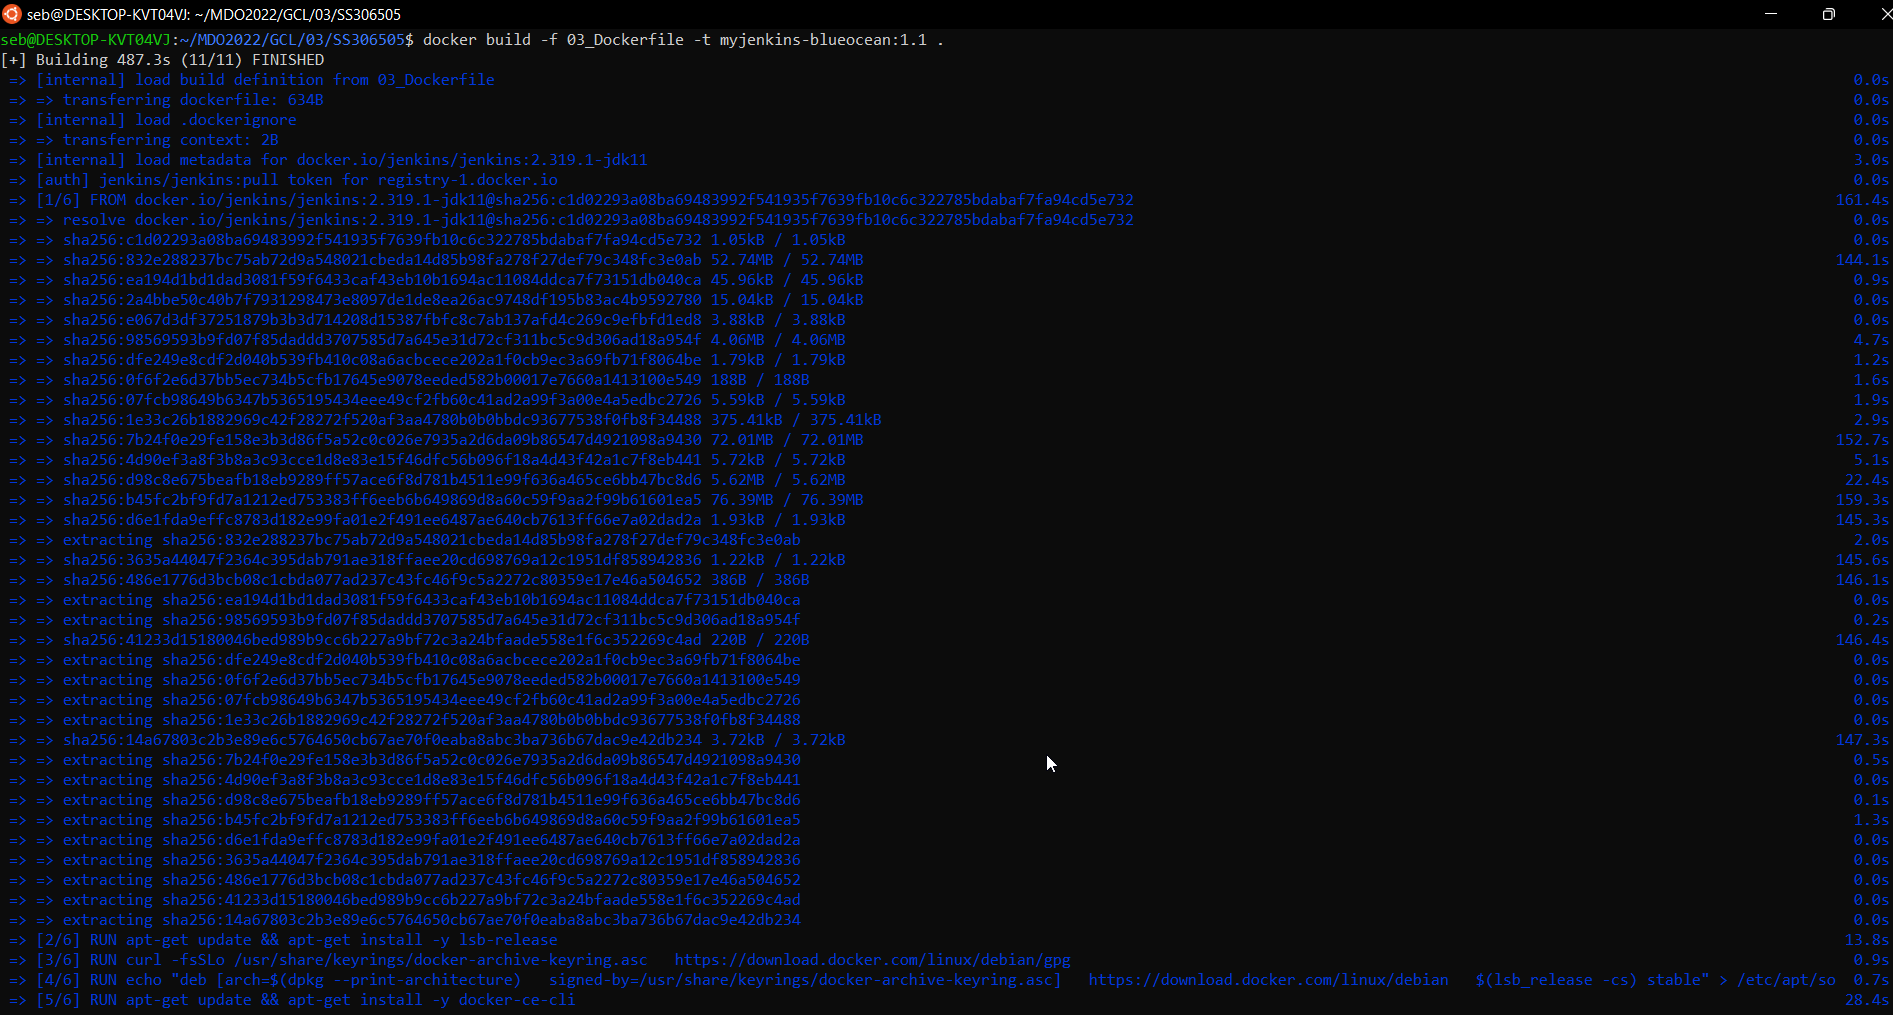 seb@DESKTOP-KVT04VJ: ~/MDO2022/GCL/03/SS306505
seb@DESKTOP-KVT04VJ:~/MDO2022/GCL/03/SS306505$ docker build -f 03_Dockerfile -t myjenkins-blueocean:1.1 .
[+] Building 487.3s (11/11) FINISHED
=> [internal] load build definition from 03_Dockerfile 0.0s
=> => transferring dockerfile: 634B 0.0s
=> [internal] load .dockerignore 0.0s
=> => transferring context: 2B 0.0s
=> [internal] load metadata for docker.io/jenkins/jenkins:2.319.1-jdk11 3.0s
=> [auth] jenkins/jenkins:pull token for registry-1.docker.io 0.0s
=> [1/6] FROM docker.io/jenkins/jenkins:2.319.1-jdk11@sha256:c1d02293a08ba69483992f541935f7639fb10c6c322785bdabaf7fa94cd5e732 161.4s
=> => resolve docker.io/jenkins/jenkins:2.319.1-jdk11@sha256:c1d02293a08ba69483992f541935f7639fb10c6c322785bdabaf7fa94cd5e732 0.0s
=> => sha256:c1d02293a08ba69483992f541935f7639fb10c6c322785bdabaf7fa94cd5e732 1.05kB / 1.05kB 0.0s
=> => sha256:832e288237bc75ab72d9a548021cbeda14d85b98fa278f27def79c348fc3e0ab 52.74MB / 52.74MB 144.1s
=> => sha256:ea194d1bd1dad3081f59f6433caf43eb10b1694ac11084ddca7f73151db040ca 45.96kB / 45.96kB 0.9s
=> => sha256:2a4bbe50c40b7f7931298473e8097de1de8ea26ac9748df195b83ac4b9592780 15.04kB / 15.04kB 0.0s
=> => sha256:e067d3df37251879b3b3d714208d15387fbfc8c7ab137afd4c269c9efbfd1ed8 3.88kB / 3.88kB 0.0s
=> => sha256:98569593b9fd07f85daddd3707585d7a645e31d72cf311bc5c9d306ad18a954f 4.06MB / 4.06MB 4.7s
=> => sha256:dfe249e8cdf2d040b539fb410c08a6acbcece202a1f0cb9ec3a69fb71f8064be 1.79kB / 1.79kB 1.2s
=> => sha256:0f6f2e6d37bb5ec734b5cfb17645e9078eeded582b00017e7660a1413100e549 188B / 188B 1.6s
=> => sha256:07fcb98649b6347b5365195434eee49cf2fb60c41ad2a99f3a00e4a5edbc2726 5.59kB / 5.59kB 1.9s
=> => sha256:1e33c26b1882969c42f28272f520af3aa4780b0b0bbdc93677538f0fb8f34488 375.41kB / 375.41kB 2.9s
=> => sha256:7b24f0e29fe158e3b3d86f5a52c0c026e7935a2d6da09b86547d4921098a9430 72.01MB / 72.01MB 152.7s
=> => sha256:4d90ef3a8f3b8a3c93cce1d8e83e15f46dfc56b096f18a4d43f42a1c7f8eb441 5.72kB / 5.72kB 5.1s
=> => sha256:d98c8e675beafb18eb9289ff57ace6f8d781b4511e99f636a465ce6bb47bc8d6 5.62MB / 5.62MB 22.4s
=> => sha256:b45fc2bf9fd7a1212ed753383ff6eeb6b649869d8a60c59f9aa2f99b61601ea5 76.39MB / 76.39MB 159.3s
=> => sha256:d6e1fda9effc8783d182e99fa01e2f491ee6487ae640cb7613ff66e7a02dad2a 1.93kB / 1.93kB 145.3s
=> => extracting sha256:832e288237bc75ab72d9a548021cbeda14d85b98fa278f27def79c348fc3e0ab 2.0s
=> => sha256:3635a44047f2364c395dab791ae318ffaee20cd698769a12c1951df858942836 1.22kB / 1.22kB 145.6s
=> => sha256:486e1776d3bcb08c1cbda077ad237c43fc46f9c5a2272c80359e17e46a504652 386B / 386B 146.1s
=> => extracting sha256:ea194d1bd1dad3081f59f6433caf43eb10b1694ac11084ddca7f73151db040ca 0.0s
=> => extracting sha256:98569593b9fd07f85daddd3707585d7a645e31d72cf311bc5c9d306ad18a954f 0.2s
=> => sha256:41233d15180046bed989b9cc6b227a9bf72c3a24bfaade558e1f6c352269c4ad 220B / 220B 146.4s
=> => extracting sha256:dfe249e8cdf2d040b539fb410c08a6acbcece202a1f0cb9ec3a69fb71f8064be 0.0s
=> => extracting sha256:0f6f2e6d37bb5ec734b5cfb17645e9078eeded582b00017e7660a1413100e549 0.0s
=> => extracting sha256:07fcb98649b6347b5365195434eee49cf2fb60c41ad2a99f3a00e4a5edbc2726 0.0s
=> => extracting sha256:1e33c26b1882969c42f28272f520af3aa4780b0b0bbdc93677538f0fb8f34488 0.0s
=> => sha256:14a67803c2b3e89e6c5764650cb67ae70f0eaba8abc3ba736b67dac9e42db234 3.72kB / 3.72kB 147.3s
=> => extracting sha256:7b24f0e29fe158e3b3d86f5a52c0c026e7935a2d6da09b86547d4921098a9430 0.5s
=> => extracting sha256:4d90ef3a8f3b8a3c93cce1d8e83e15f46dfc56b096f18a4d43f42a1c7f8eb441 0.0s
=> => extracting sha256:d98c8e675beafb18eb9289ff57ace6f8d781b4511e99f636a465ce6bb47bc8d6 0.1s
=> => extracting sha256:b45fc2bf9fd7a1212ed753383ff6eeb6b649869d8a60c59f9aa2f99b61601ea5 1.3s
=> => extracting sha256:d6e1fda9effc8783d182e99fa01e2f491ee6487ae640cb7613ff66e7a02dad2a 0.0s
=> => extracting sha256:3635a44047f2364c395dab791ae318ffaee20cd698769a12c1951df858942836 0.0s
=> => extracting sha256:486e1776d3bcb08c1cbda077ad237c43fc46f9c5a2272c80359e17e46a504652 0.0s
=> => extracting sha256:41233d15180046bed989b9cc6b227a9bf72c3a24bfaade558e1f6c352269c4ad 0.0s
=> => extracting sha256:14a67803c2b3e89e6c5764650cb67ae70f0eaba8abc3ba736b67dac9e42db234 0.0s
=> [2/6] RUN apt-get update && apt-get install -y lsb-release 13.8s
=> [3/6] RUN curl -fsSLo /usr/share/keyrings/docker-archive-keyring.asc   https://download.docker.com/linux/debian/gpg 0.9s
=> [4/6] RUN echo "deb [arch=$(dpkg --print-architecture)   signed-by=/usr/share/keyrings/docker-archive-keyring.asc]   https://download.docker.com/linux/debian   $(lsb_release -cs) stable" > /etc/apt/so 0.7s
=> [5/6] RUN apt-get update && apt-get install -y docker-ce-cli 28.4s